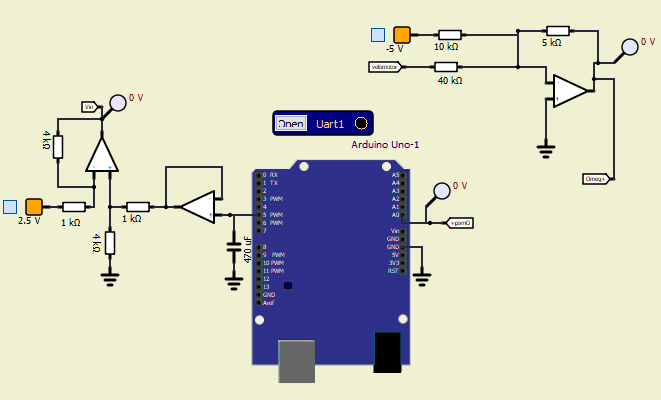 -5 V
10 kΩ
5 kΩ
0 V
velomotor
40 kΩ
Omeg+
Vin
0 V
4 kΩ
2.5 V
1 kΩ
1 kΩ
4 kΩ
470 uF
Open Uart1
Arduino Uno-1
0 RX
1 TX
2
3 PWM
4
5 PWM
6 PWM
7
8
9 PWM
10 PWM
11 PWM
12
13
GND
Aref
A5
A4
A3
A2
A1
A0
Vin
GND
GND
5V
3V3
RST
0 V